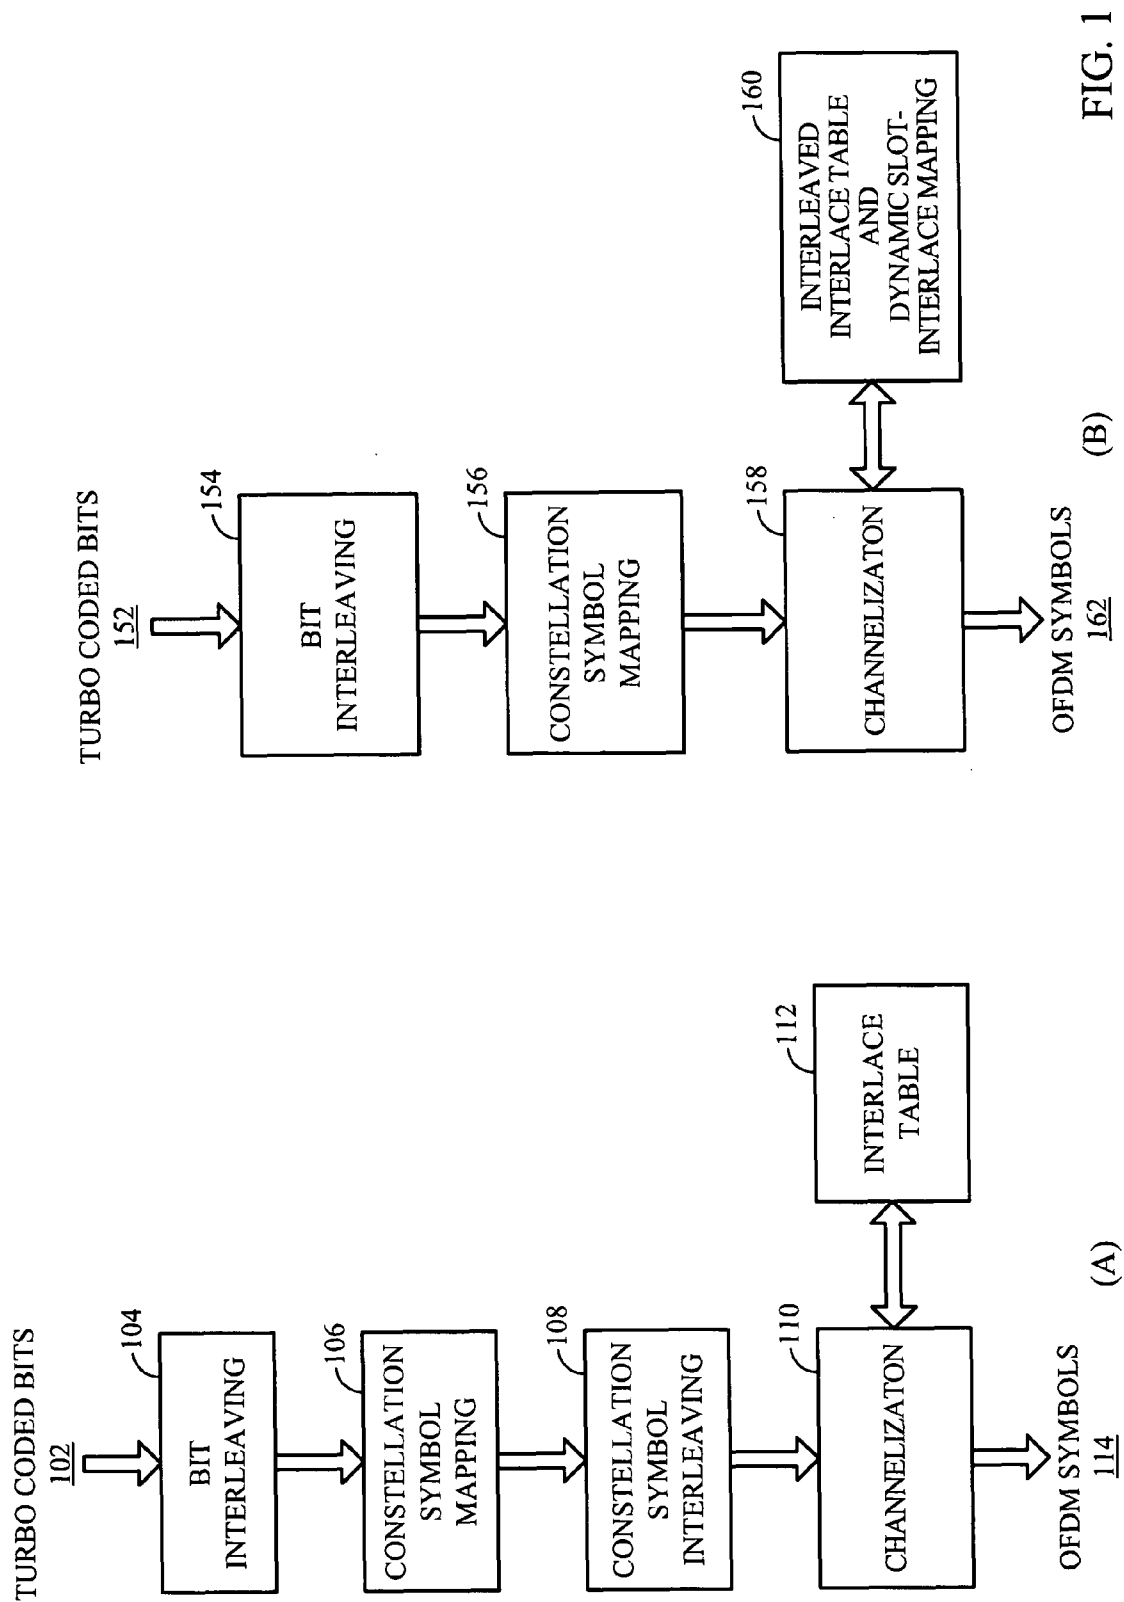 TURBO CODED BITS
102
104
BIT
INTERLEAVING
106
CONSTELLATION
SYMBOL
MAPPING
108
CONSTELLATION
SYMBOL
INTERLEAVING
110
CHANNELIZATON
112
INTERLACE
TABLE
OFDM SYMBOLS
114
(A)
TURBO CODED BITS
152
154
BIT
INTERLEAVING
156
CONSTELLATION
SYMBOL
MAPPING
158
CHANNELIZATON
160
INTERLEAVED
INTERLACE TABLE
AND
DYNAMIC SLOT-
INTERLACE MAPPING
OFDM SYMBOLS
162
(B)
FIG. 1